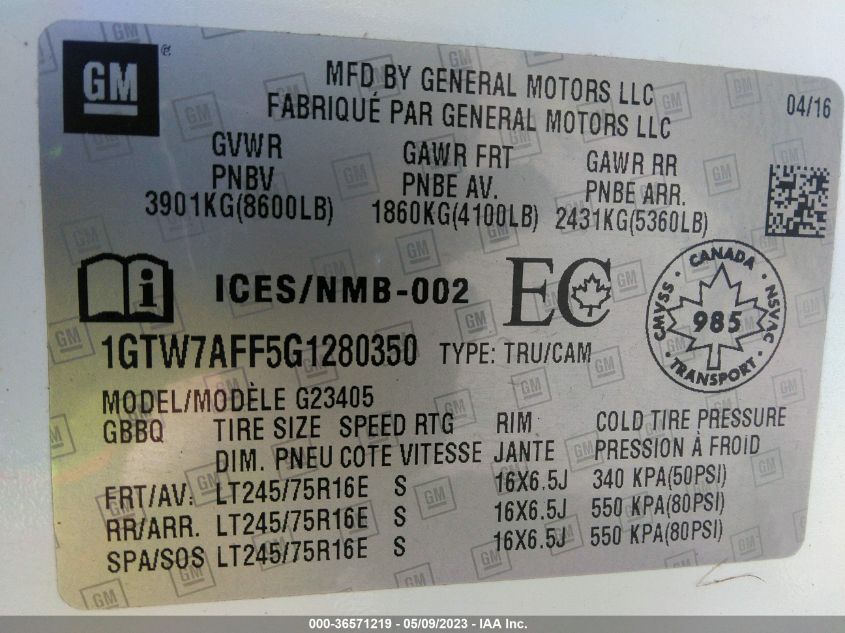 GM ®
MFD BY GENERAL MOTORS LLC
FABRIQUÉ PAR GENERAL MOTORS LLC
04/16
GVWR GAWR FRT GAWR RR
PNBV PNBE AV. PNBE ARR.
3901KG(8600LB) 1860KG(4100LB) 2431KG(5360LB)
i ICES/NMB-002 EC
CANADA
CMVSS · NSVAC
985
TRANSPORT
1GTW7AFF5G1280350 TYPE: TRU/CAM
MODEL/MODÈLE G23405
GBBQ TIRE SIZE SPEED RTG RIM COLD TIRE PRESSURE
DIM. PNEU COTE VITESSE JANTE PRESSION À FROID
FRT/AV: LT245/75R16E S 16X6.5J 340 KPA(50PSI)
RR/ARR. LT245/75R16E S 16X6.5J 550 KPA(80PSI)
SPA/SOS LT245/75R16E S 16X6.5J 550 KPA(80PSI)
000-36571219 - 05/09/2023 - IAA Inc.